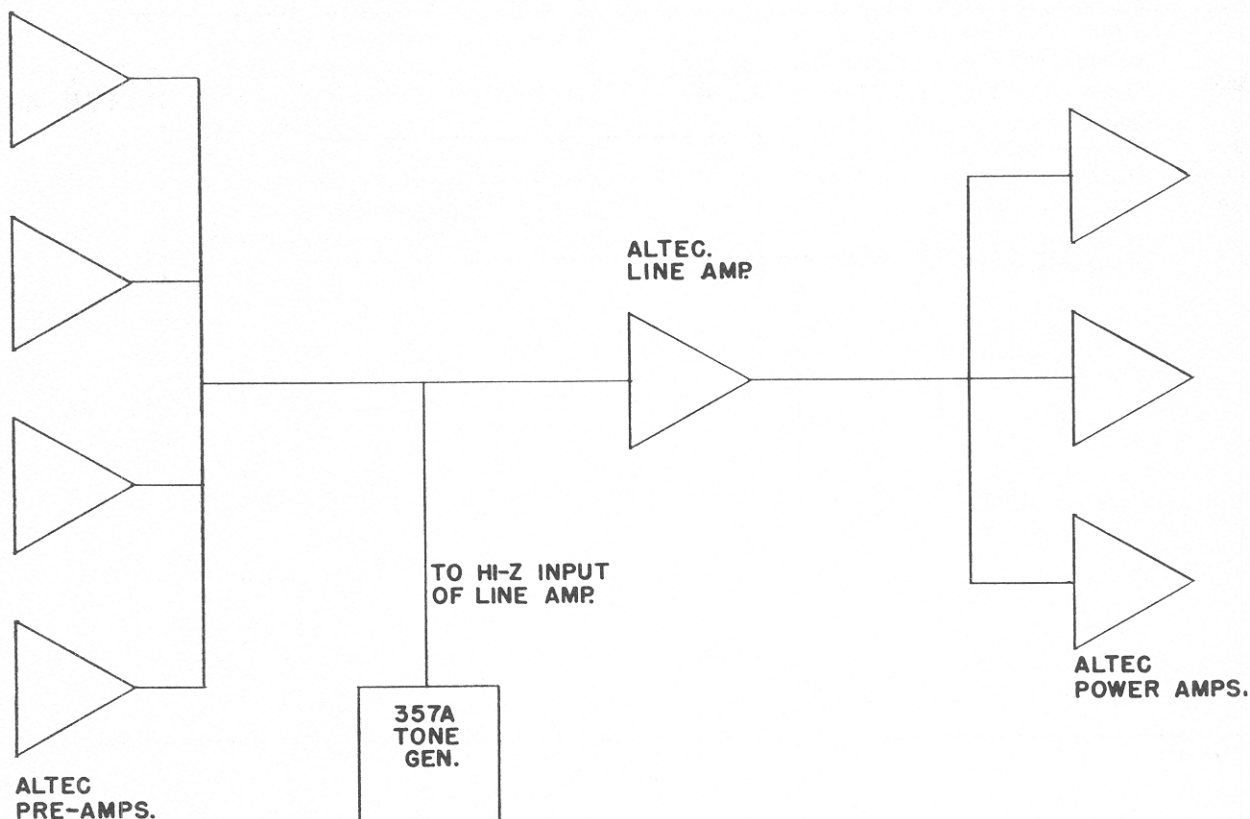 ALTEC.
LINE AMP.
TO HI-Z INPUT
OF LINE AMP.
357A
TONE
GEN.
ALTEC
POWER AMPS.
ALTEC
PRE-AMPS.